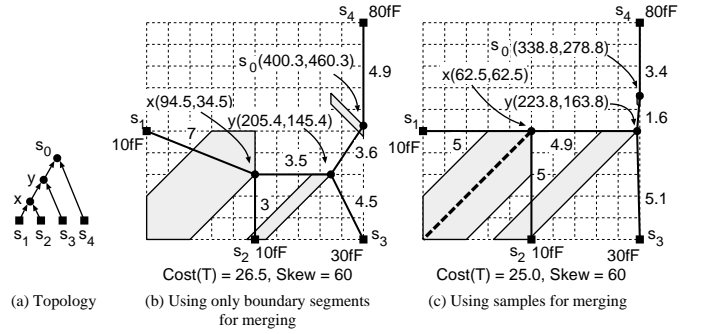 s0
y
x
s1 s2 s3 s4
(a) Topology
s4 80fF
s0(400.3,460.3)
4.9
x(94.5,34.5)
y(205.4,145.4)
s1
10fF
7
3.5
3.6
3
4.5
s2 10fF
s3
30fF
Cost(T) = 26.5, Skew = 60
(b) Using only boundary segments
for merging
s4 80fF
s0(338.8,278.8)
x(62.5,62.5)
3.4
y(223.8,163.8)
1.6
s1
10fF
5
4.9
5
5.1
s2 10fF
s3
30fF
Cost(T) = 25.0, Skew = 60
(c) Using samples for merging